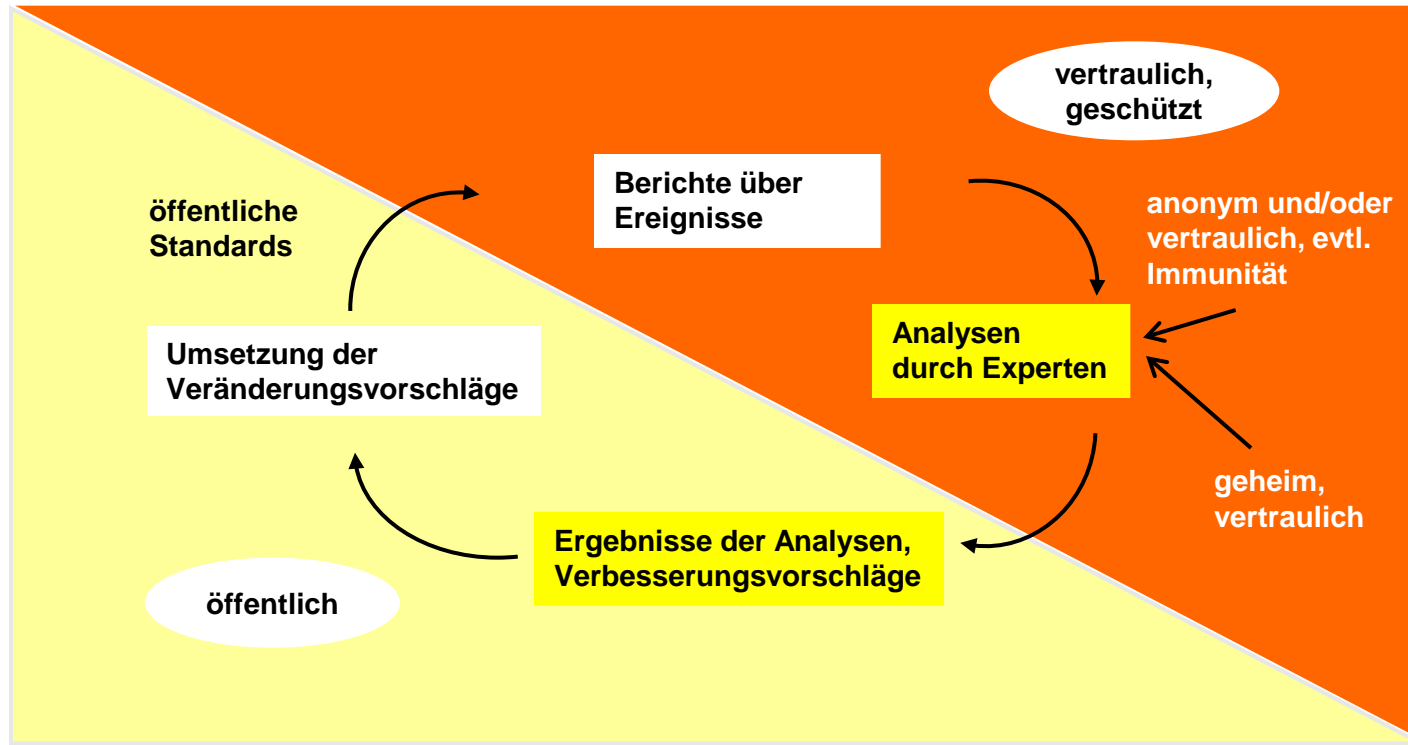 vertraulich,
geschützt
Berichte über
Ereignisse
anonym und/oder
vertraulich, evtl.
Immunität
öffentliche
Standards
Analysen
durch Experten
Umsetzung der
Veränderungsvorschläge
geheim,
vertraulich
Ergebnisse der Analysen,
Verbesserungsvorschläge
öffentlich